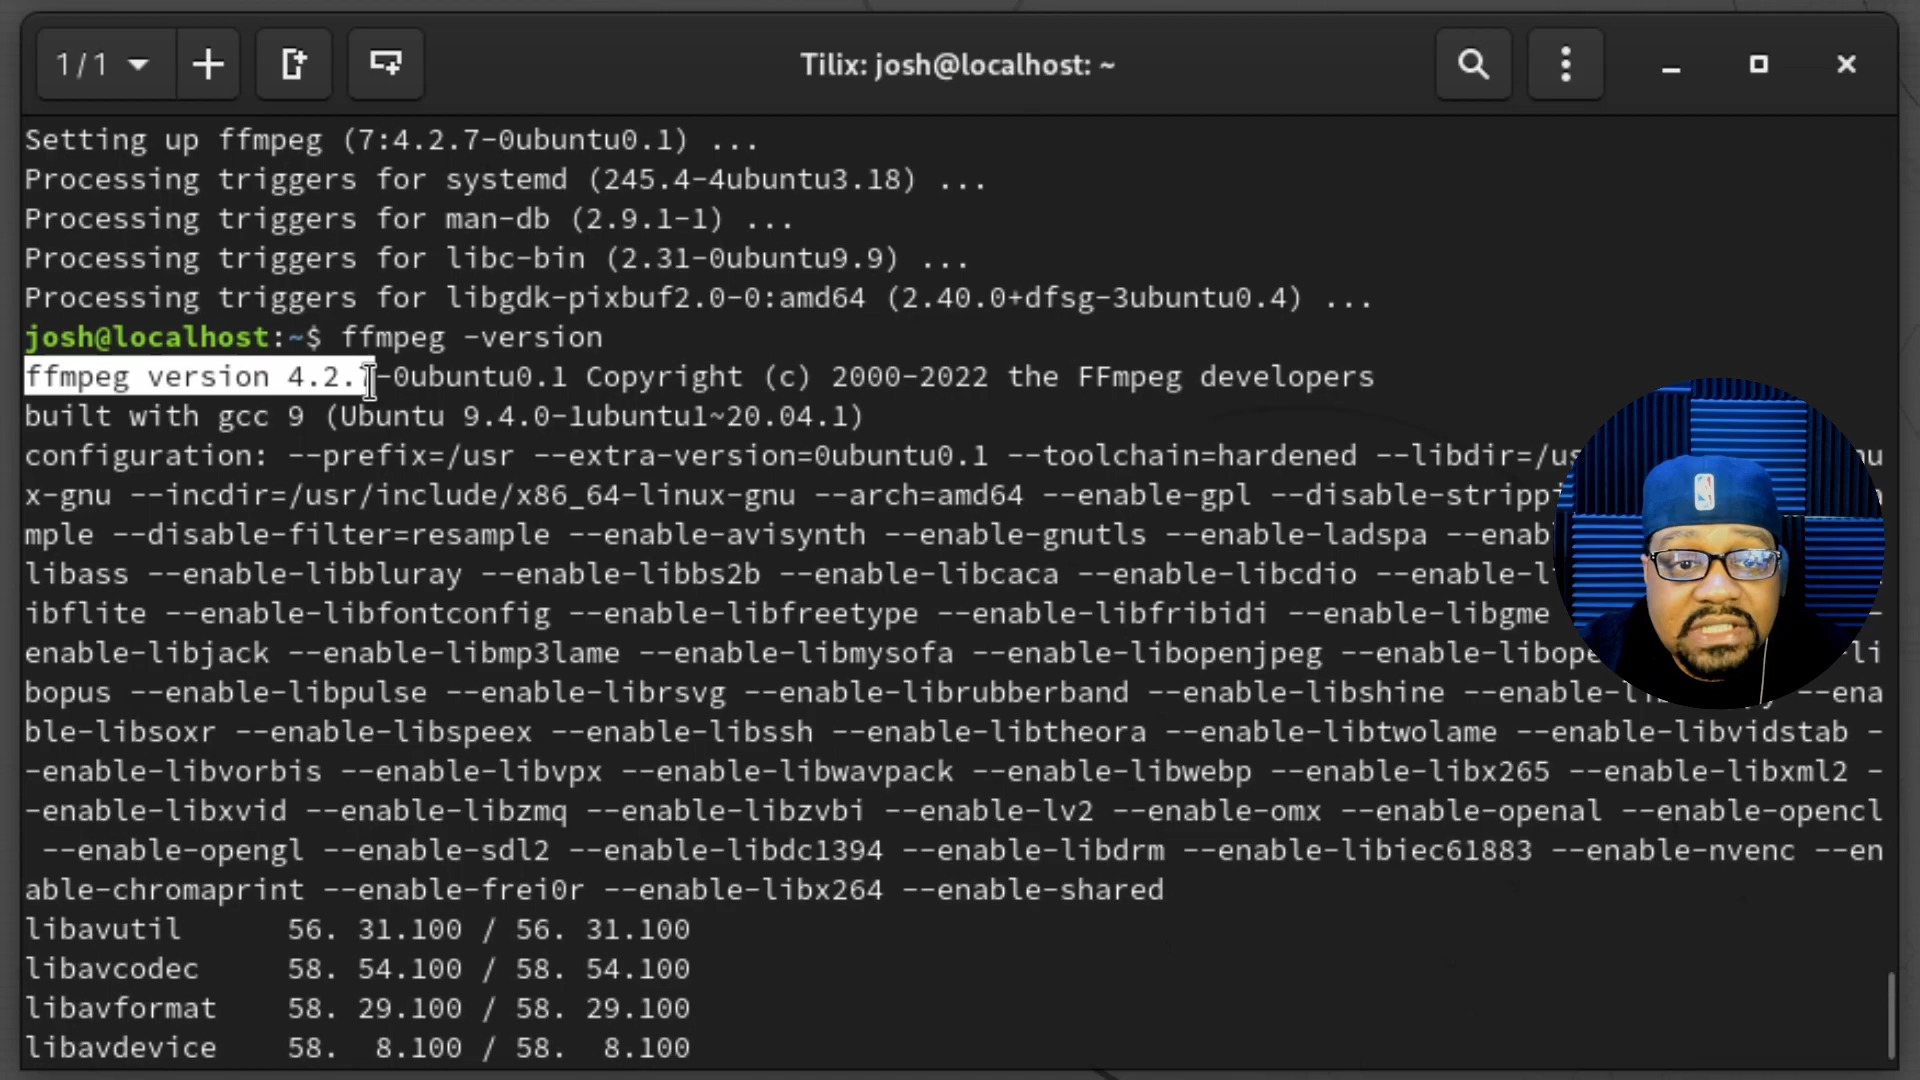 1/1
Tilix: josh@localhost: ~
Setting up ffmpeg (7:4.2.7-0ubuntu0.1) ...
Processing triggers for systemd (245.4-4ubuntu3.18) ...
Processing triggers for man-db (2.9.1-1) ...
Processing triggers for libc-bin (2.31-0ubuntu9.9) ...
Processing triggers for libgdk-pixbuf2.0-0:amd64 (2.40.0+dfsg-3ubuntu0.4) ...
josh@localhost:~$ ffmpeg -version
ffmpeg version 4.2.7-0ubuntu0.1 Copyright (c) 2000-2022 the FFmpeg developers
built with gcc 9 (Ubuntu 9.4.0-1ubuntu1~20.04.1)
configuration: --prefix=/usr --extra-version=0ubuntu0.1 --toolchain=hardened --libdir=/us nu
x-gnu --incdir=/usr/include/x86_64-linux-gnu --arch=amd64 --enable-gpl --disable-strippi
mple --disable-filter=resample --enable-avisynth --enable-gnutls --enable-ladspa --enab
libass --enable-libbluray --enable-libbs2b --enable-libcaca --enable-libcdio --enable-l
ibflite --enable-libfontconfig --enable-libfreetype --enable-libfribidi --enable-libgme -
enable-libjack --enable-libmp3lame --enable-libmysofa --enable-libopenjpeg --enable-libope li
bopus --enable-libpulse --enable-librsvg --enable-librubberband --enable-libshine --enable-li y --ena
ble-libsoxr --enable-libspeex --enable-libssh --enable-libtheora --enable-libtwolame --enable-libvidstab -
-enable-libvorbis --enable-libvpx --enable-libwavpack --enable-libwebp --enable-libx265 --enable-libxml2 -
-enable-libxvid --enable-libzmq --enable-libzvbi --enable-lv2 --enable-omx --enable-openal --enable-opencl
--enable-opengl --enable-sdl2 --enable-libdc1394 --enable-libdrm --enable-libiec61883 --enable-nvenc --en
able-chromaprint --enable-frei0r --enable-libx264 --enable-shared
libavutil 56. 31.100 / 56. 31.100
libavcodec 58. 54.100 / 58. 54.100
libavformat 58. 29.100 / 58. 29.100
libavdevice 58. 8.100 / 58. 8.100